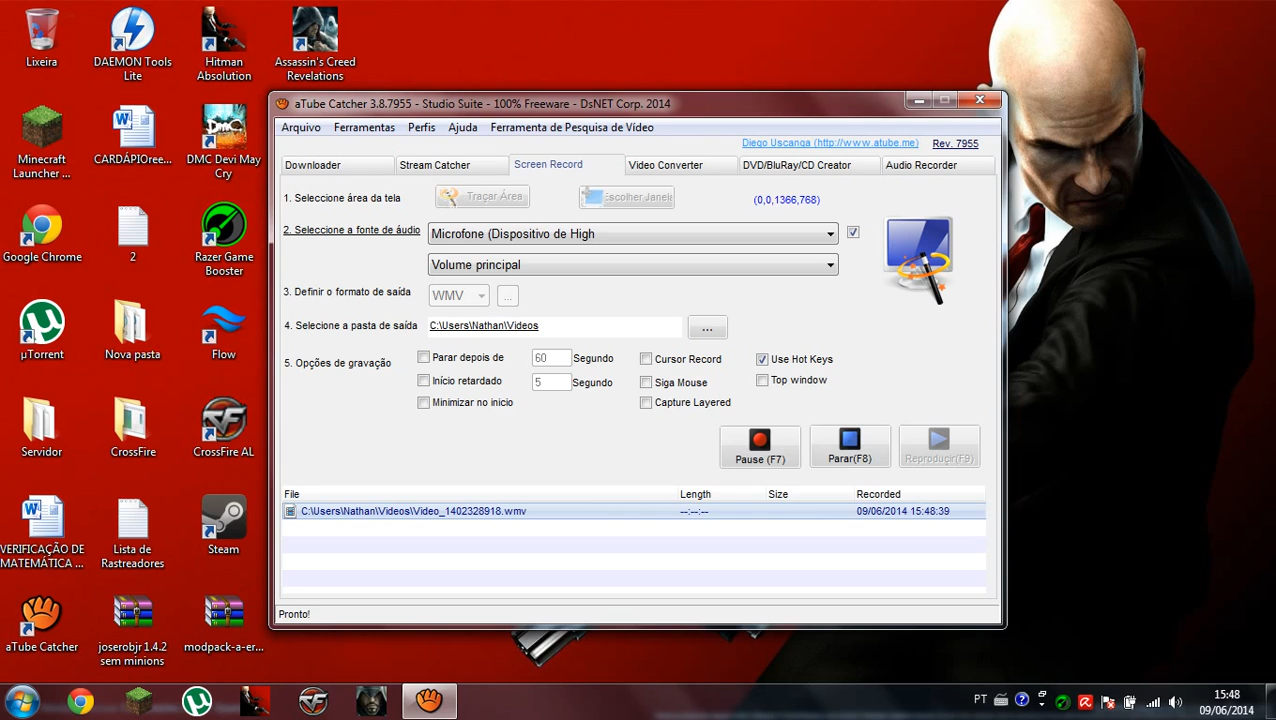 Lixeira
DAEMON Tools
Lite
Hitman
Absolution
Assassin's Creed
Revelations
Minecraft
Launcher ...
CARDÁPIOree...
DMC Devi May
Cry
Google Chrome
2
Razer Game
Booster
µTorrent
Nova pasta
Flow
Servidor
CrossFire
CrossFire AL
VERIFICAÇÃO DE
MATEMÁTICA ...
Lista de
Rastreadores
Steam
aTube Catcher
joserobjr 1.4.2
sem minions
modpack-a-er...
aTube Catcher 3.8.7955 - Studio Suite - 100% Freeware - DsNET Corp. 2014
Arquivo Ferramentas Perfis Ajuda Ferramenta de Pesquisa de Vídeo
Diego Uscanga (http://www.atube.me) Rev. 7955
Downloader Stream Catcher Screen Record Video Converter DVD/BluRay/CD Creator Audio Recorder
1. Seleccione área da tela Traçar Área Escolher Janela (0,0,1366,768)
2. Seleccione a fonte de áudio Microfone (Dispositivo de High
Volume principal
3. Definir o formato de saída WMV ...
4. Selecione a pasta de saída C:\Users\Nathan\Videos ...
5. Opções de gravação Parar depois de 60 Segundo Cursor Record Use Hot Keys
Início retardado 5 Segundo Siga Mouse Top window
Minimizar no inicio Capture Layered
Pause (F7) Parar(F8) Reproduçir(F9)
File Length Size Recorded
C:\Users\Nathan\Videos\Video_1402328918.wmv --:--:-- 09/06/2014 15:48:39
Pronto!
PT 15:48
09/06/2014